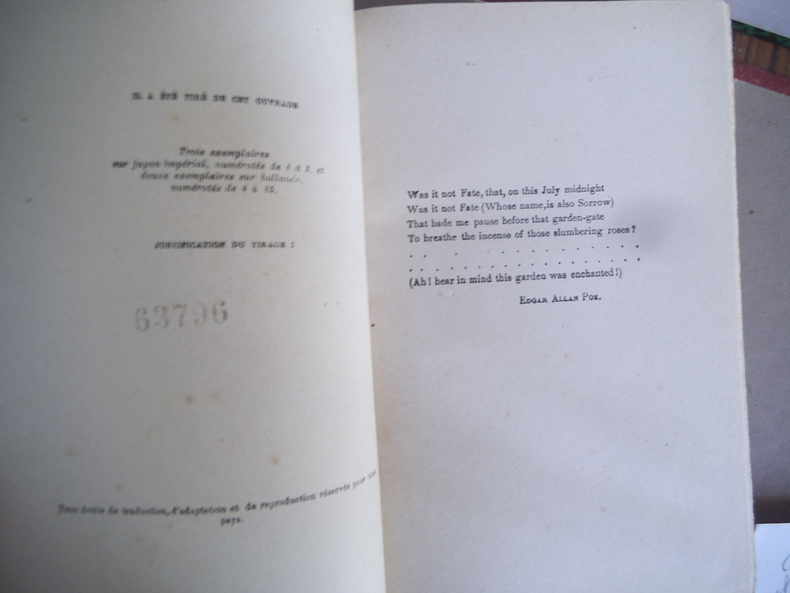 IL A ÉTÉ TIRÉ DE CET OUVRAGE
Trois exemplaires
sur japon impérial, numérotés de 1 à 3, et
douze exemplaires sur hollande,
numérotés de 4 à 15.
JUSTIFICATION DU TIRAGE :
63796
Tous droits de traduction, d'adaptation et de reproduction réservés pour tous
pays.
Was it not Fate, that, on this July midnight
Was it not Fate (Whose name, is also Sorrow)
That bade me pause before that garden-gate
To breathe the incense of those slumbering roses?
. . . . . . . . . . . . . .
. . . . . . . . . . . . . .
(Ah! bear in mind this garden was enchanted!)
EDGAR ALLAN POE.